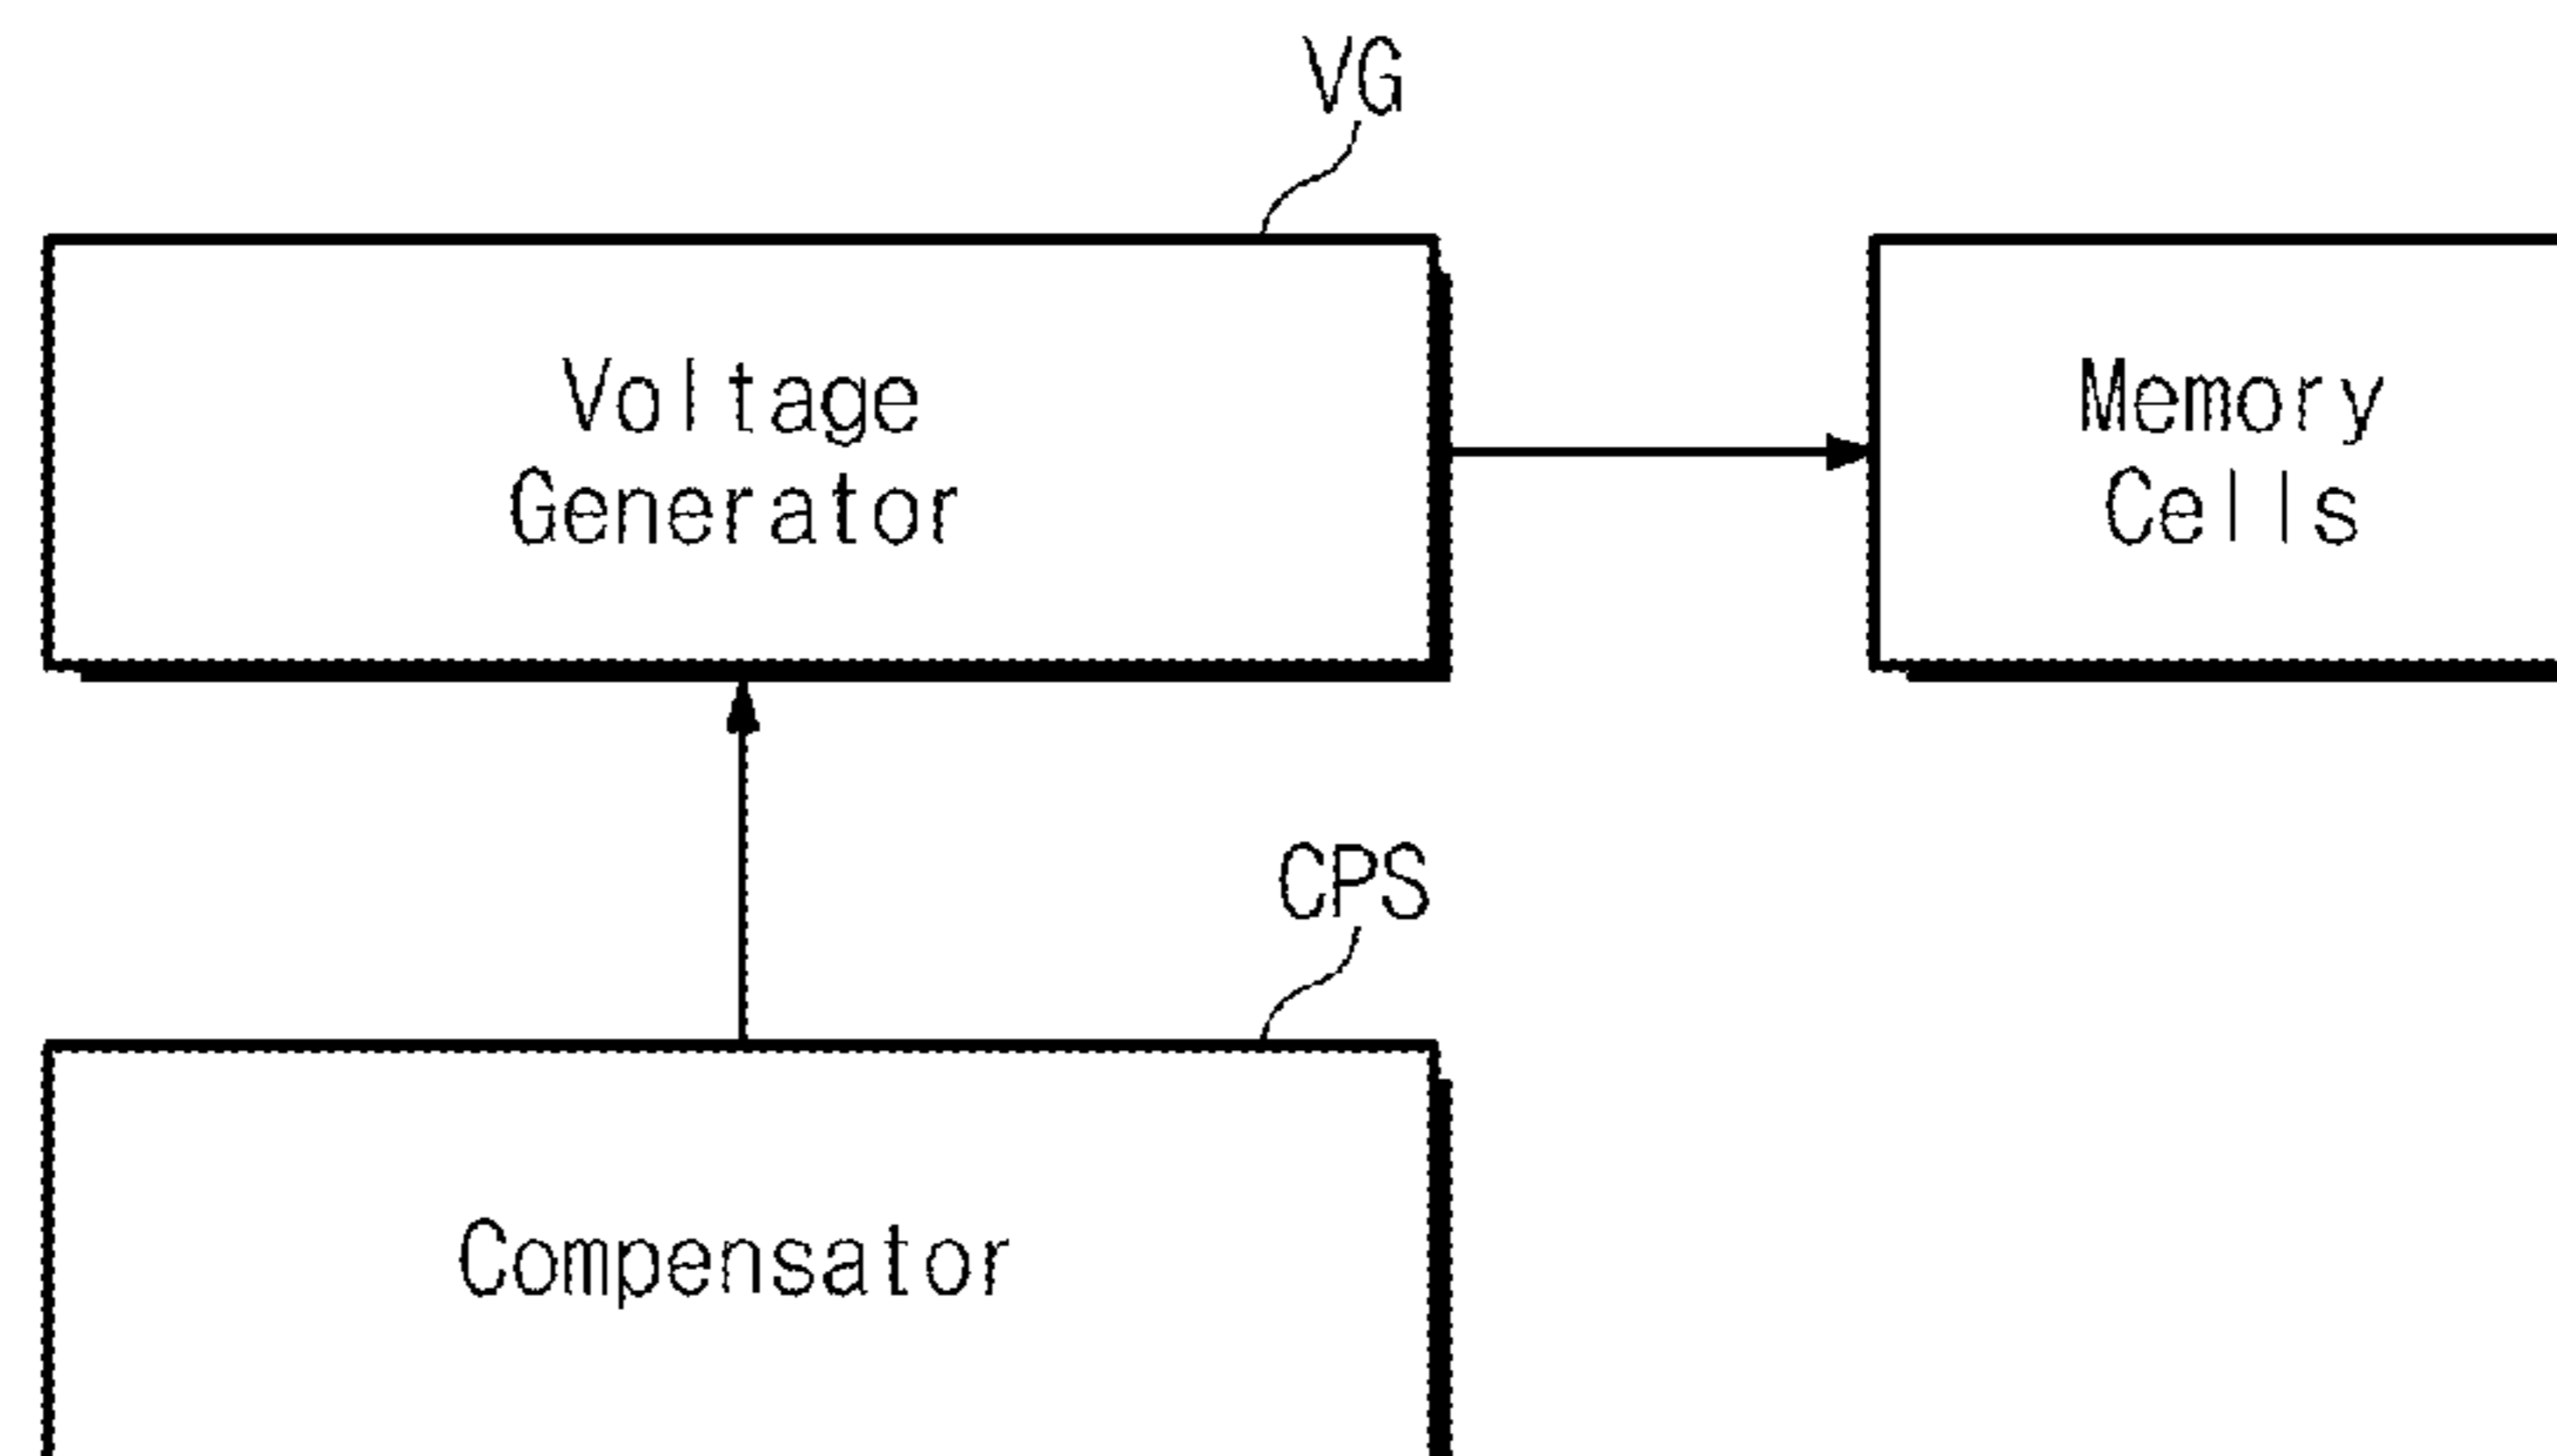 VG
Voltage
Generator
Memory
Cells
CPS
Compensator